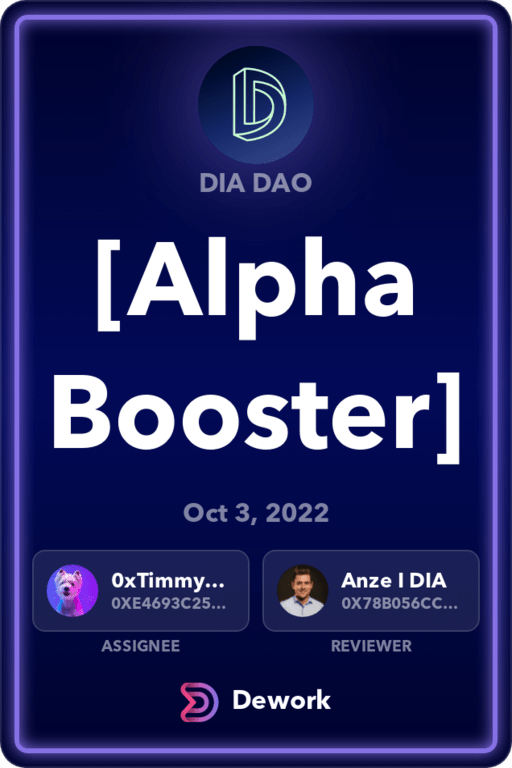 DIA DAO
[Alpha
Booster]
Oct 3, 2022
0xTimmy...
0XE4693C25...
Anze I DIA
0X78B056CC...
ASSIGNEE
REVIEWER
Dework